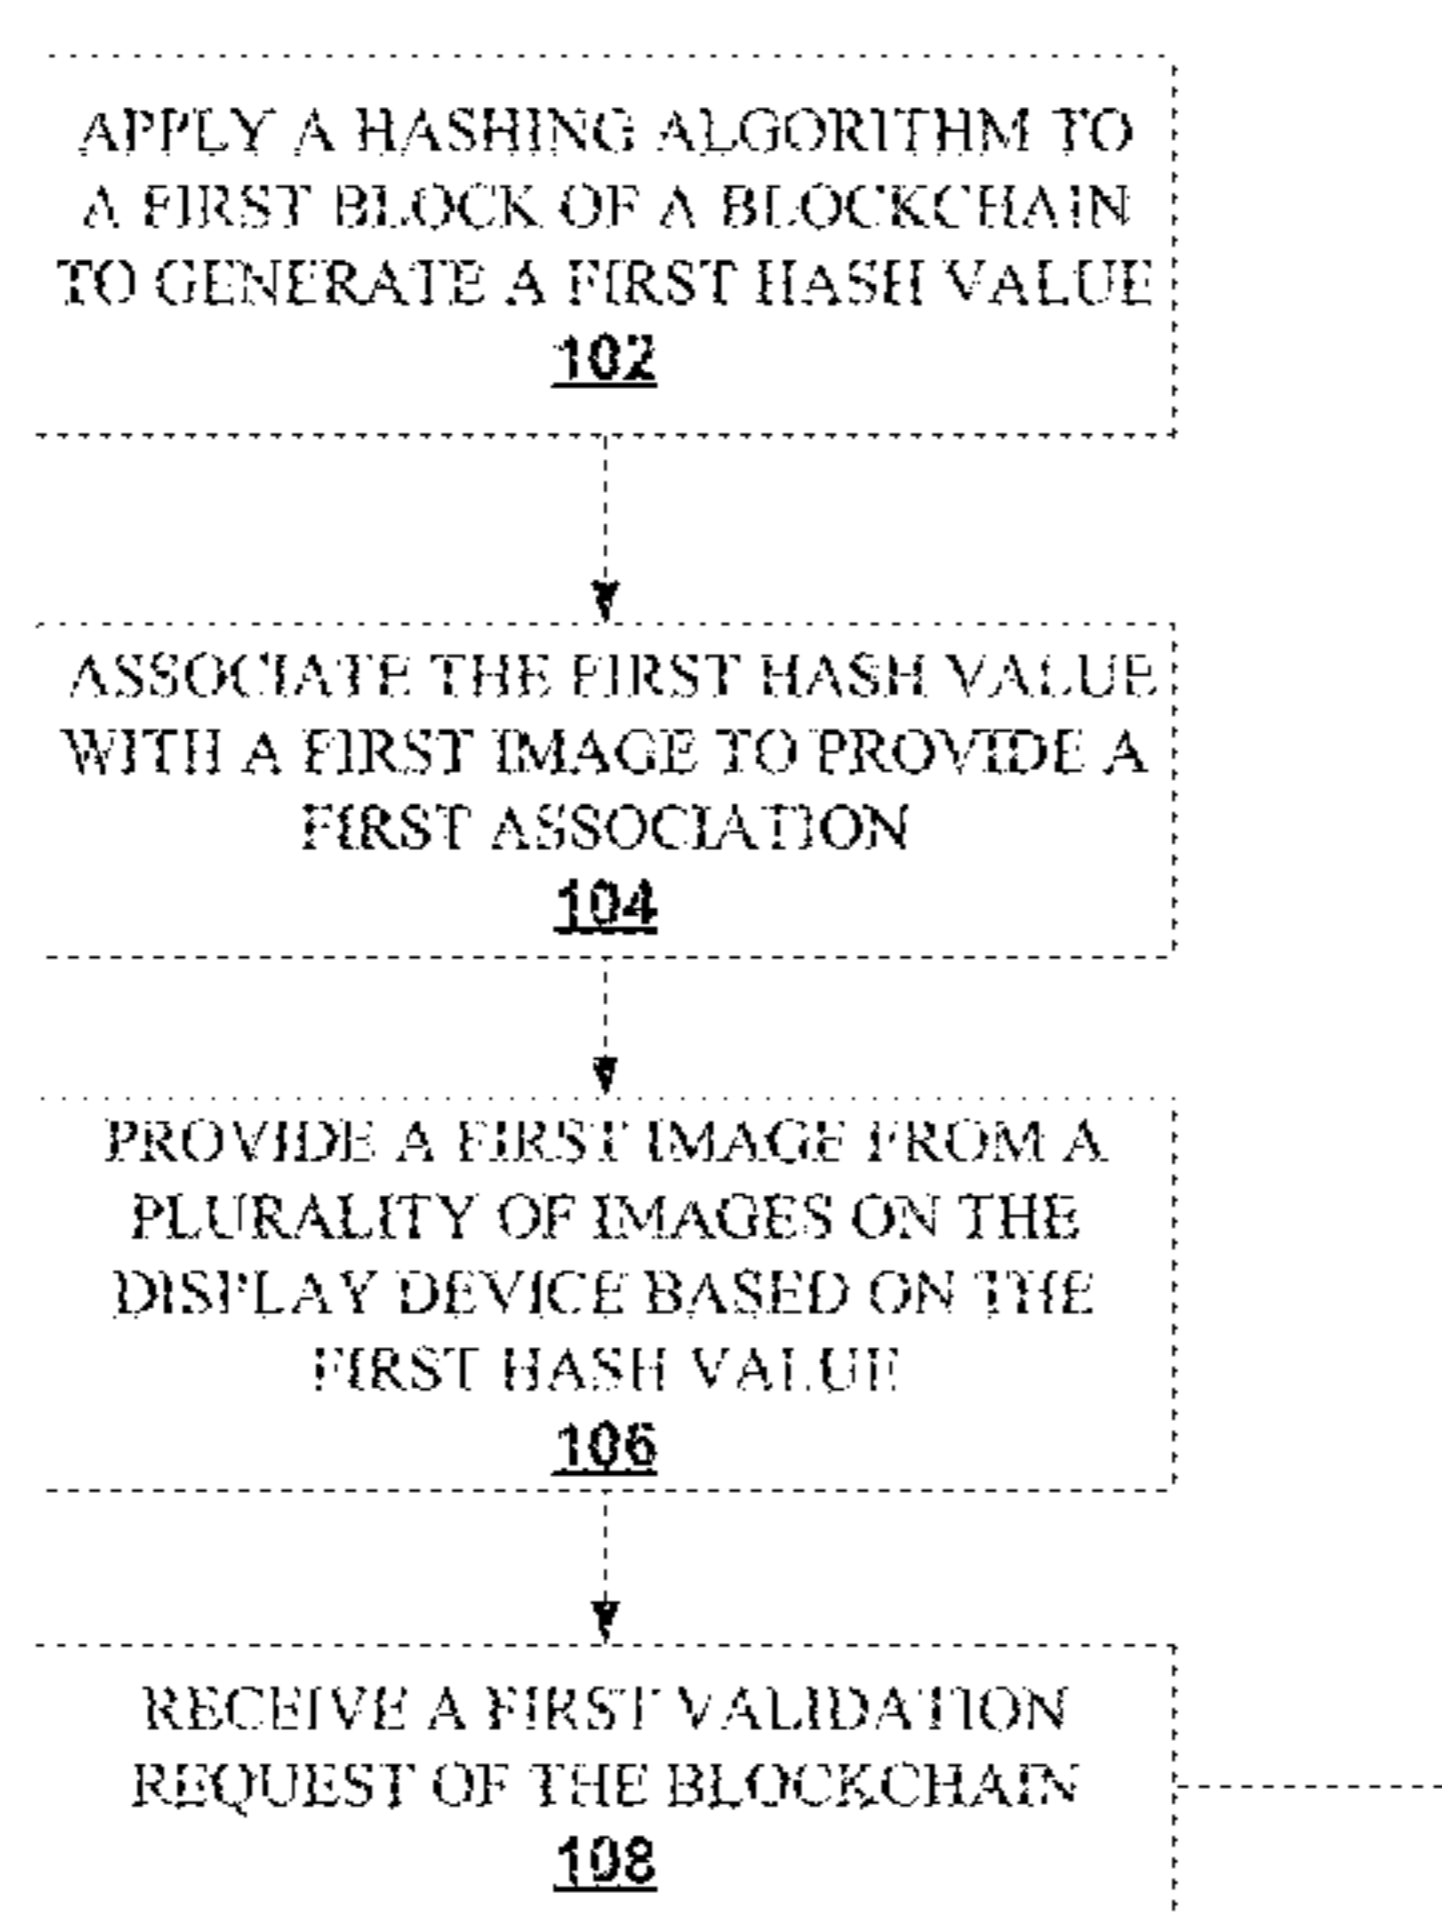 APPLY A HASHING ALGORITHM TO
A FIRST BLOCK OF A BLOCKCHAIN
TO GENERATE A FIRST HASH VALUE
102
ASSOCIATE THE FIRST HASH VALUE
WITH A FIRST IMAGE TO PROVIDE A
FIRST ASSOCIATION
104
PROVIDE A FIRST IMAGE FROM A
PLURALITY OF IMAGES ON THE
DISPLAY DEVICE BASED ON THE
FIRST HASH VALUE
106
RECEIVE A FIRST VALIDATION
REQUEST OF THE BLOCKCHAIN
108